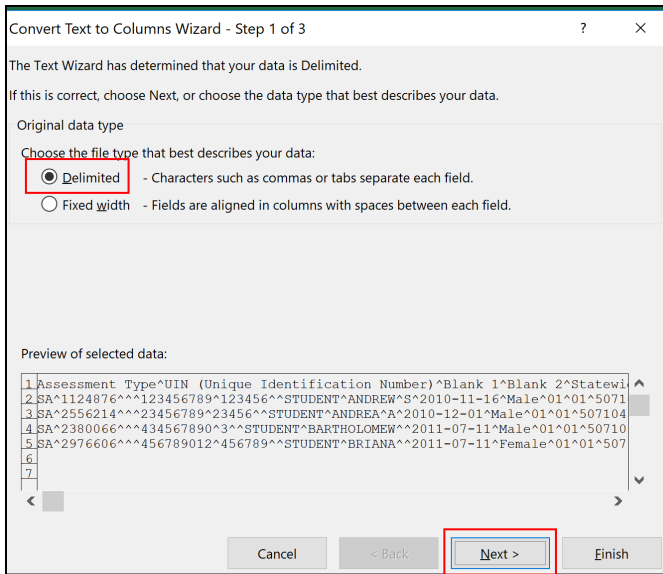 Convert Text to Columns Wizard - Step 1 of 3 ? ×
The Text Wizard has determined that your data is Delimited.
If this is correct, choose Next, or choose the data type that best describes your data.
Original data type
Choose the file type that best describes your data:
Delimited - Characters such as commas or tabs separate each field.
Fixed width - Fields are aligned in columns with spaces between each field.
Preview of selected data:
1 Assessment Type^UIN (Unique Identification Number)^Blank 1^Blank 2^Statewi
2 SA^1124876^^^123456789^123456^^STUDENT^ANDREW^S^2010-11-16^Male^01^01^5071
3 SA^2556214^^^23456789^23456^^STUDENT^ANDREA^A^2010-12-01^Male^01^01^507104
4 SA^2380066^^^434567890^3^^STUDENT^BARTHOLOMEW^^2011-07-11^Male^01^01^50710
5 SA^2976606^^^456789012^456789^^STUDENT^BRIANA^^2011-07-11^Female^01^01^507
6
7
Cancel < Back Next > Finish